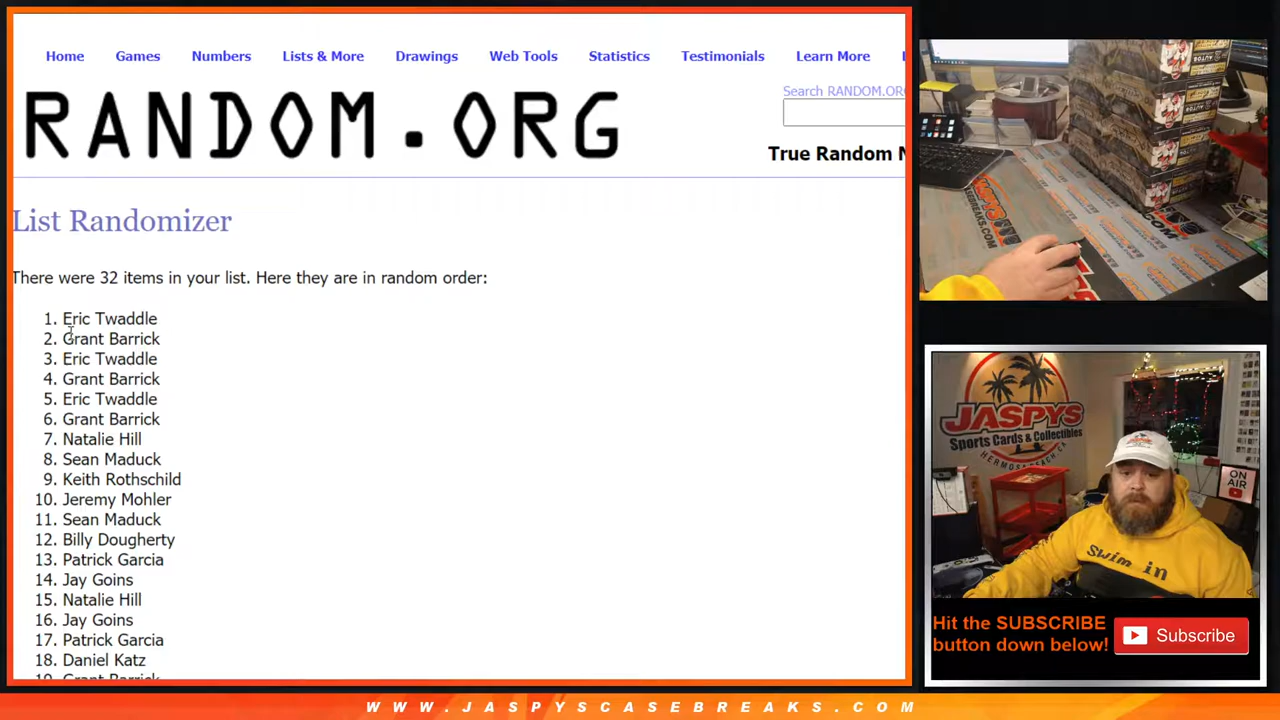 Home Games Numbers Lists & More Drawings Web Tools Statistics Testimonials Learn More
Search RANDOM.ORG
RANDOM.ORG
True Random N
List Randomizer
There were 32 items in your list. Here they are in random order:
1. Eric Twaddle
2. Grant Barrick
3. Eric Twaddle
4. Grant Barrick
5. Eric Twaddle
6. Grant Barrick
7. Natalie Hill
8. Sean Maduck
9. Keith Rothschild
10. Jeremy Mohler
11. Sean Maduck
12. Billy Dougherty
13. Patrick Garcia
14. Jay Goins
15. Natalie Hill
16. Jay Goins
17. Patrick Garcia
18. Daniel Katz
19. Grant Barrick
JASPYS
Sports Cards & Collectibles
HERMOSA BEACH, CA
ON
AIR
Swim in
Hit the SUBSCRIBE
button down below!
Subscribe
WWW.JASPYSCASEBREAKS.COM